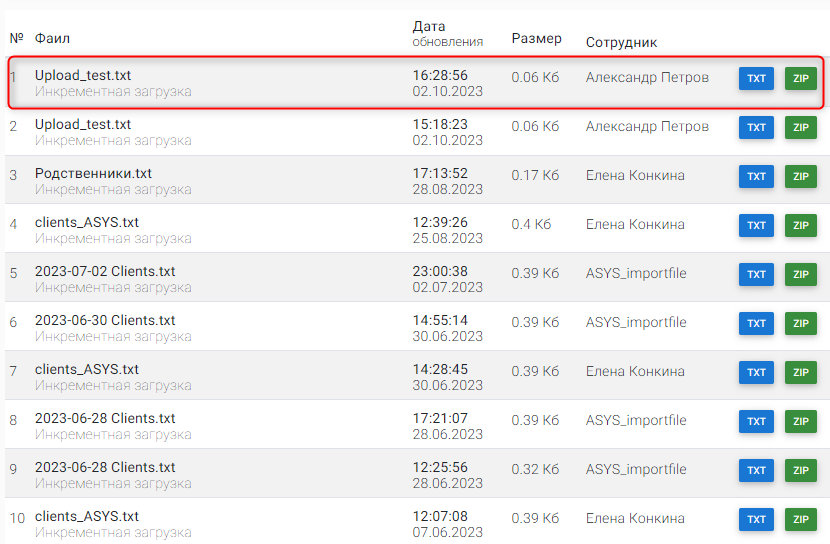 № Фаил Дата обновления Размер Сотрудник
1 Upload_test.txt 16:28:56 0.06 Кб Александр Петров TXT ZIP
Инкрементная загрузка 02.10.2023
2 Upload_test.txt 15:18:23 0.06 Кб Александр Петров TXT ZIP
Инкрементная загрузка 02.10.2023
3 Родственники.txt 17:13:52 0.17 Кб Елена Конкина TXT ZIP
Инкрементная загрузка 28.08.2023
4 clients_ASYS.txt 12:39:26 0.4 Кб Елена Конкина TXT ZIP
Инкрементная загрузка 25.08.2023
5 2023-07-02 Clients.txt 23:00:38 0.39 Кб ASYS_importfile TXT ZIP
Инкрементная загрузка 02.07.2023
6 2023-06-30 Clients.txt 14:55:14 0.39 Кб ASYS_importfile TXT ZIP
Инкрементная загрузка 30.06.2023
7 clients_ASYS.txt 14:28:45 0.39 Кб Елена Конкина TXT ZIP
Инкрементная загрузка 30.06.2023
8 2023-06-28 Clients.txt 17:21:07 0.39 Кб ASYS_importfile TXT ZIP
Инкрементная загрузка 28.06.2023
9 2023-06-28 Clients.txt 12:25:56 0.32 Кб ASYS_importfile TXT ZIP
Инкрементная загрузка 28.06.2023
10 clients_ASYS.txt 12:07:08 0.39 Кб Елена Конкина TXT ZIP
Инкрементная загрузка 07.06.2023